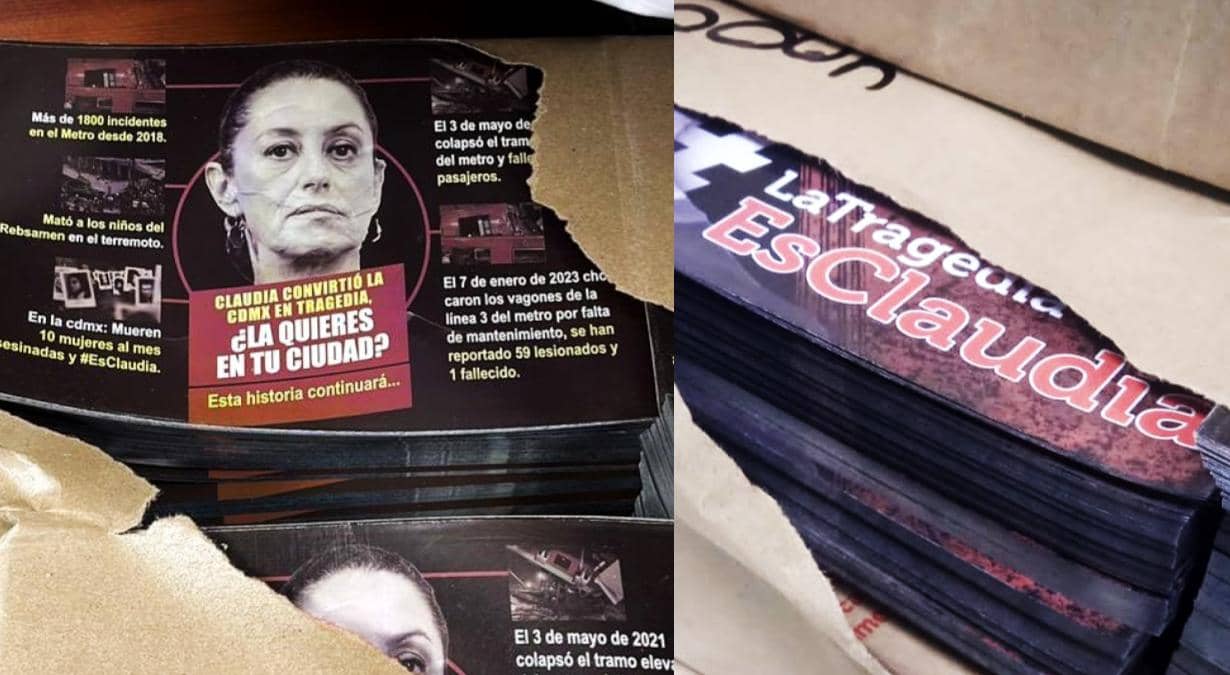 Más de 1800 incidentes
en el Metro desde 2018.
Mató a los niños del
Rebsamen en el terremoto.
En la cdmx: Mueren
10 mujeres al mes
sesinadas y #EsClaudia.
CLAUDIA CONVIRTIÓ LA
CDMX EN TRAGEDIA,
¿LA QUIERES
EN TU CIUDAD?
Esta historia continuará...
El 3 de mayo de
colapsó el tram
del metro y falle
pasajeros.
El 7 de enero de 2023 cho
caron los vagones de la
línea 3 del metro por falta
de mantenimiento, se han
reportado 59 lesionados y
1 fallecido.
El 3 de mayo de 2021
colapsó el tramo eleva
LaTragedia
EsClaudia